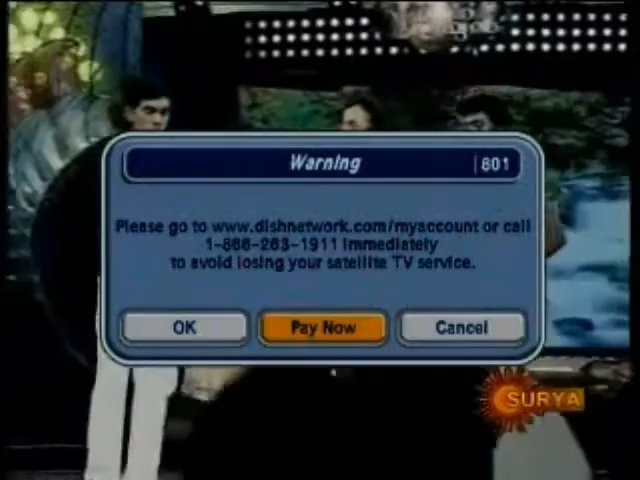 Warning
801
Please go to www.dishnetwork.com/myaccount or call
1-866-263-1911 immediately
to avoid losing your satellite TV service.
OK
Pay Now
Cancel
SURYA